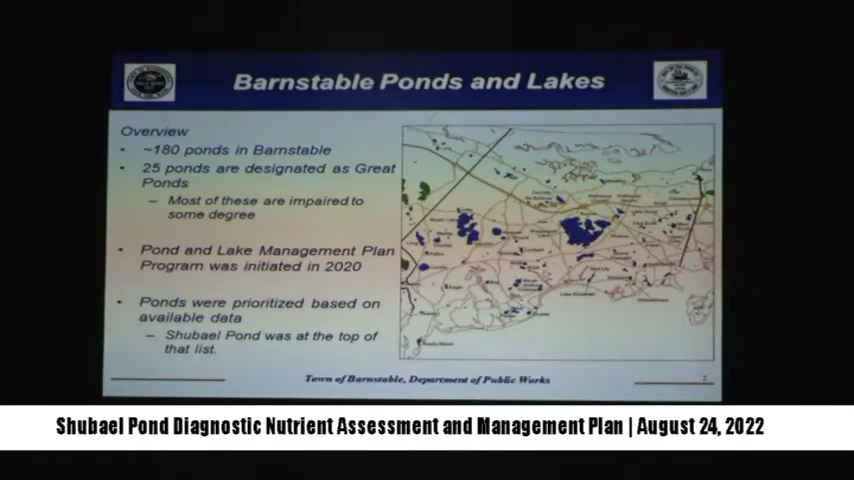 Barnstable Ponds and Lakes
Overview
• ~180 ponds in Barnstable
• 25 ponds are designated as Great
Ponds
– Most of these are impaired to
some degree
• Pond and Lake Management Plan
Program was initiated in 2020
• Ponds were prioritized based on
available data
– Shubael Pond was at the top of
that list.
Town of Barnstable, Department of Public Works
2
Shubael Pond Diagnostic Nutrient Assessment and Management Plan | August 24, 2022